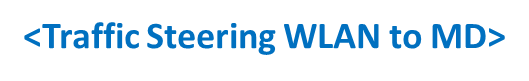 <Traffic Steering WLAN to MD>